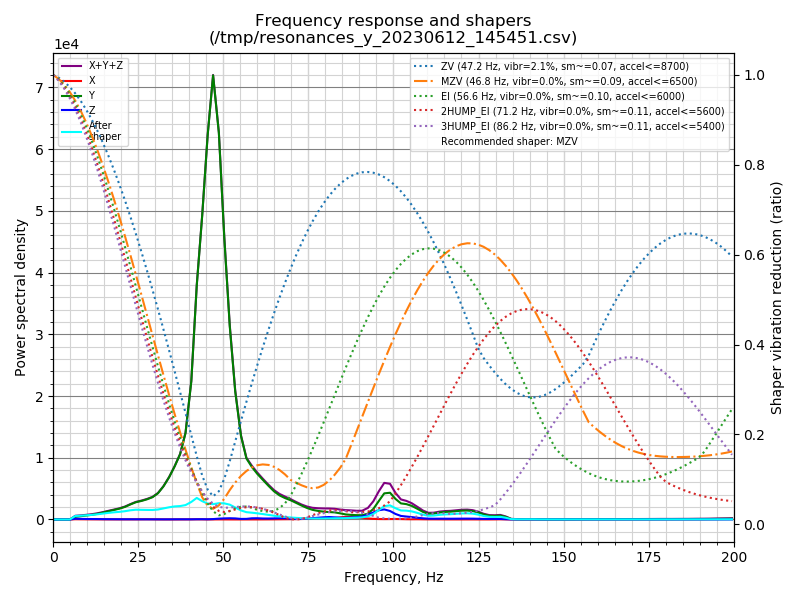 Frequency response and shapers
(/tmp/resonances_y_20230612_145451.csv)
1e4
X+Y+Z
X
Y
Z
After
shaper
ZV (47.2 Hz, vibr=2.1%, sm~=0.07, accel<=8700)
MZV (46.8 Hz, vibr=0.0%, sm~=0.09, accel<=6500)
EI (56.6 Hz, vibr=0.0%, sm~=0.10, accel<=6000)
2HUMP_EI (71.2 Hz, vibr=0.0%, sm~=0.11, accel<=5600)
3HUMP_EI (86.2 Hz, vibr=0.0%, sm~=0.11, accel<=5400)
Recommended shaper: MZV
Power spectral density
7
6
5
4
3
2
1
0
1.0
0.8
0.6
0.4
0.2
0.0
Shaper vibration reduction (ratio)
0 25 50 75 100 125 150 175 200
Frequency, Hz